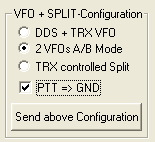 VFO + SPLIT-Configuration
DDS + TRX VFO
2 VFOs A/B Mode
TRX controlled Split
PTT => GND
Send above Configuration